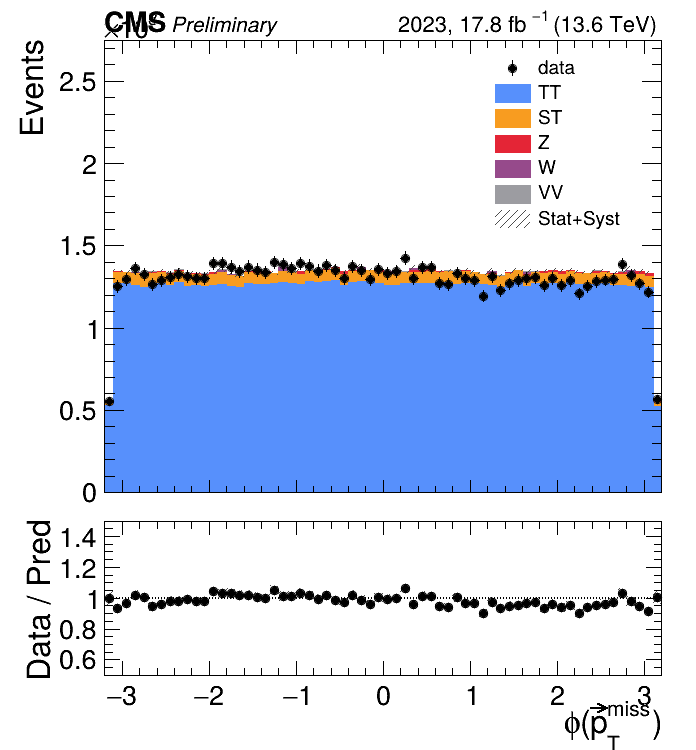 CMS Preliminary 2023, 17.8 fb⁻¹ (13.6 TeV)
Events
2.5
2
1.5
1
0.5
0
data
TT
ST
Z
W
VV
Stat+Syst
Data / Pred
1.4
1.2
1
0.8
0.6
−3 −2 −1 0 1 2 3
ϕ(p⃗_T^miss)